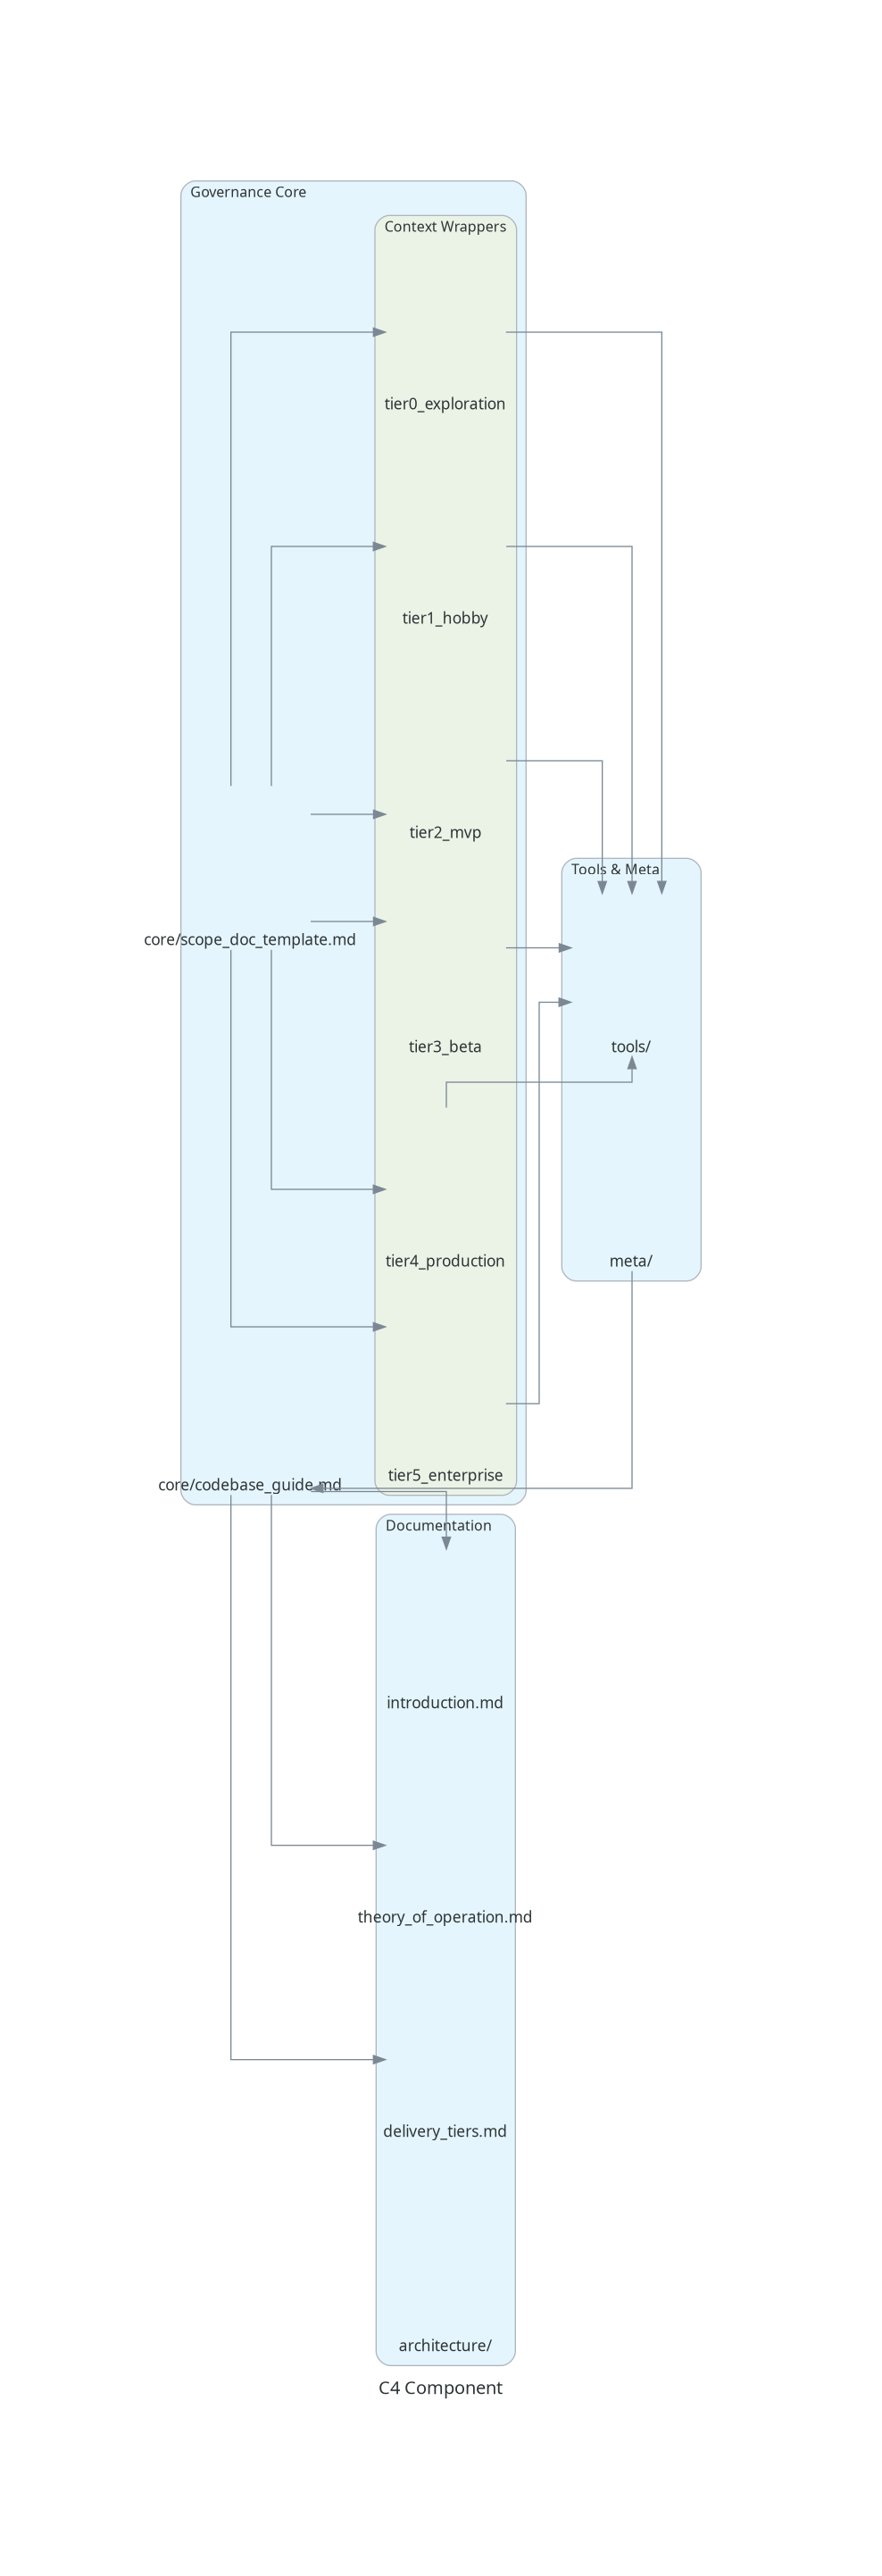 Governance Core
Context Wrappers
tier0_exploration
tier1_hobby
tier2_mvp
Tools & Meta
core/scope_doc_template.md
tier3_beta
tools/
tier4_production
meta/
tier5_enterprise
core/codebase_guide.md
Documentation
introduction.md
theory_of_operation.md
delivery_tiers.md
architecture/
C4 Component